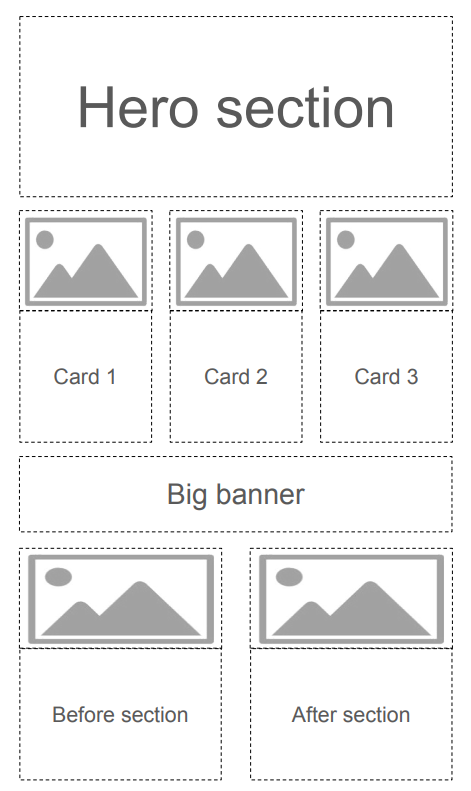 Hero section
Card 1
Card 2
Card 3
Big banner
Before section
After section